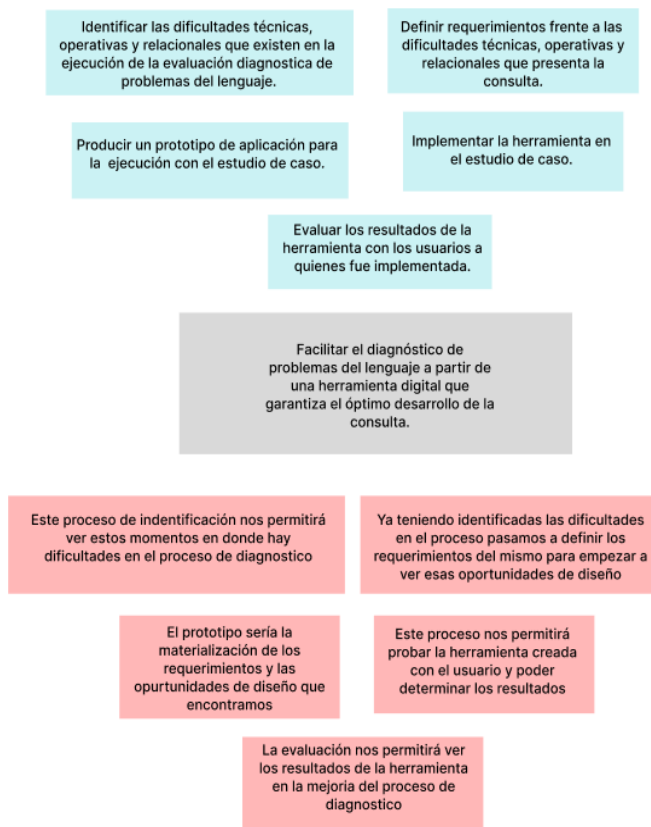 Identificar las dificultades técnicas,
operativas y relacionales que existen en la
ejecución de la evaluación diagnostica de
problemas del lenguaje.
Definir requerimientos frente a las
dificultades técnicas, operativas y
relacionales que presenta la
consulta.
Producir un prototipo de aplicación para
la ejecución con el estudio de caso.
Implementar la herramienta en
el estudio de caso.
Evaluar los resultados de la
herramienta con los usuarios a
quienes fue implementada.
Facilitar el diagnóstico de
problemas del lenguaje a partir de
una herramienta digital que
garantiza el óptimo desarrollo de la
consulta.
Este proceso de indentificación nos permitirá
ver estos momentos en donde hay
dificultades en el proceso de diagnostico
Ya teniendo identificadas las dificultades
en el proceso pasamos a definir los
requerimientos del mismo para empezar a
ver esas oportunidades de diseño
El prototipo sería la
materialización de los
requerimientos y las
opurtunidades de diseño que
encontramos
Este proceso nos permitirá
probar la herramienta creada
con el usuario y poder
determinar los resultados
La evaluación nos permitirá ver
los resultados de la herramienta
en la mejoria del proceso de
diagnostico